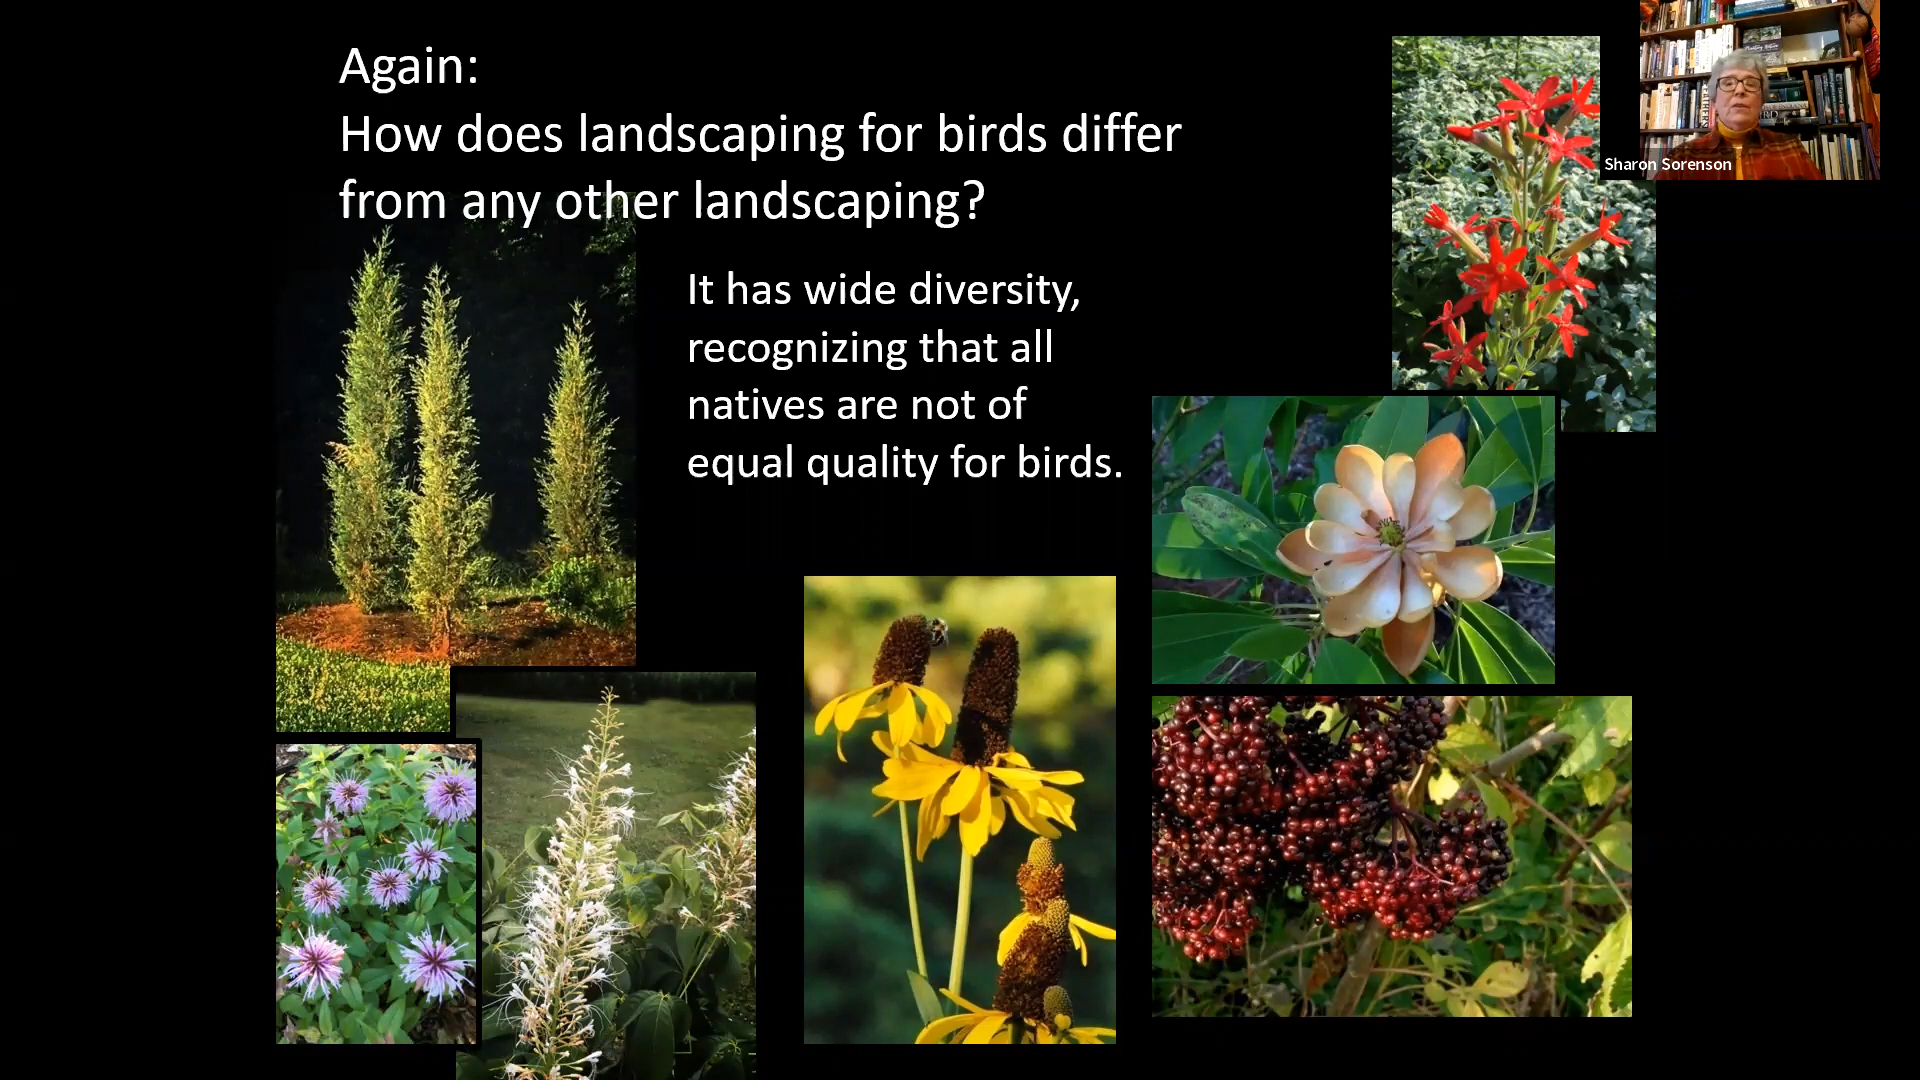 Again:
How does landscaping for birds differ
from any other landscaping?
It has wide diversity,
recognizing that all
natives are not of
equal quality for birds.
Sharon Sorenson